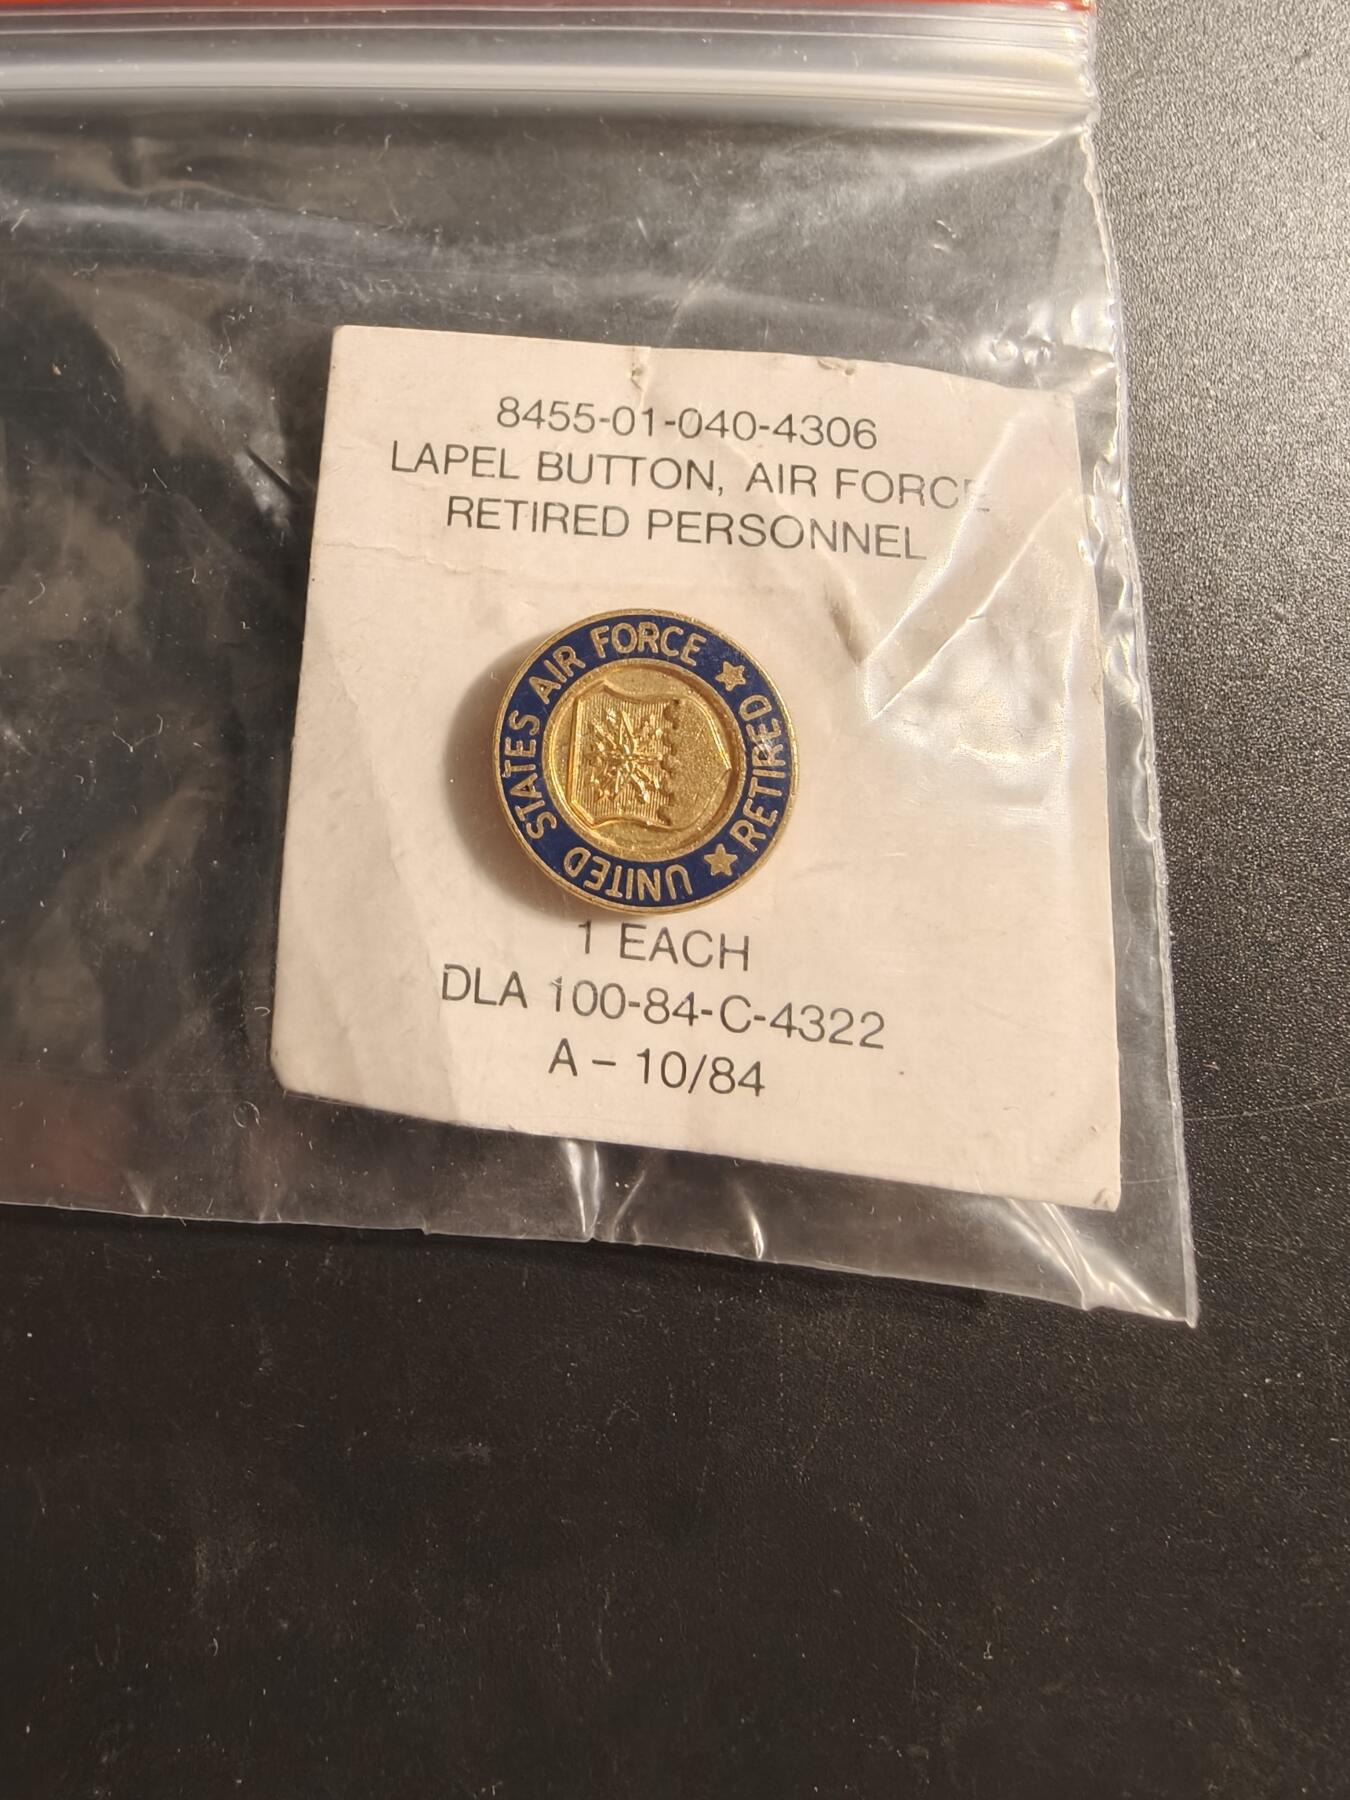 8455-01-040-4306
LAPEL BUTTON, AIR FORCE
RETIRED PERSONNEL
UNITED STATES AIR FORCE
★ RETIRED ★
1 EACH
DLA 100-84-C-4322
A – 10/84